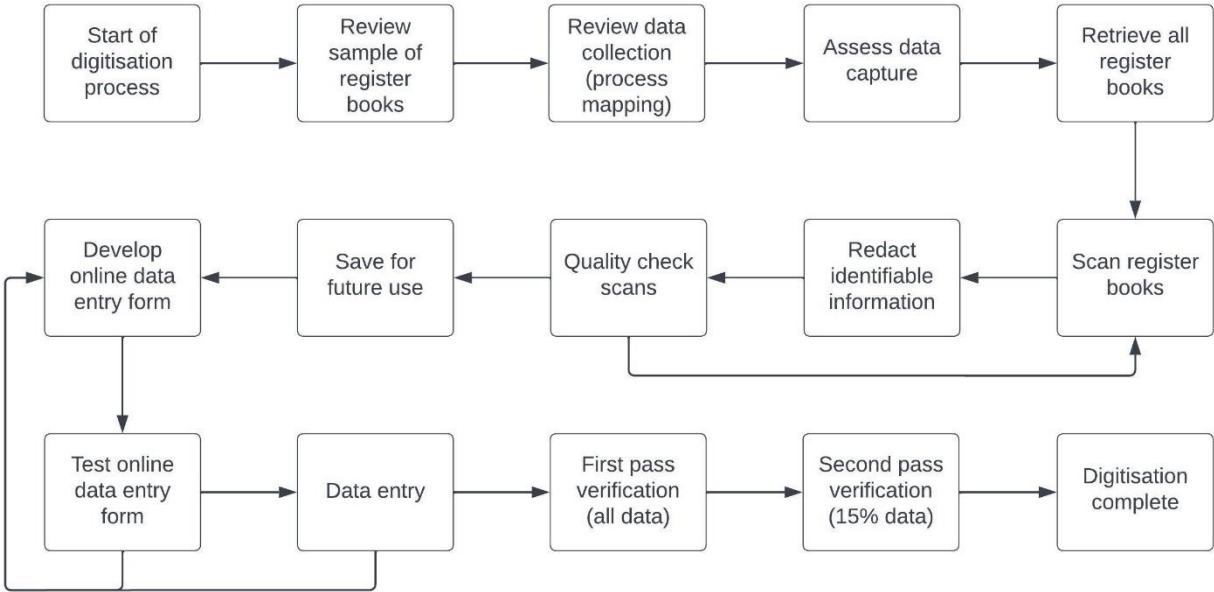 Start of
digitisation
process
Review
sample of
register
books
Review data
collection
(process
mapping)
Assess data
capture
Retrieve all
register
books
Scan register
books
Redact
identifiable
information
Quality check
scans
Save for
future use
Develop
online data
entry form
Test online
data entry
form
Data entry
First pass
verification
(all data)
Second pass
verification
(15% data)
Digitisation
complete